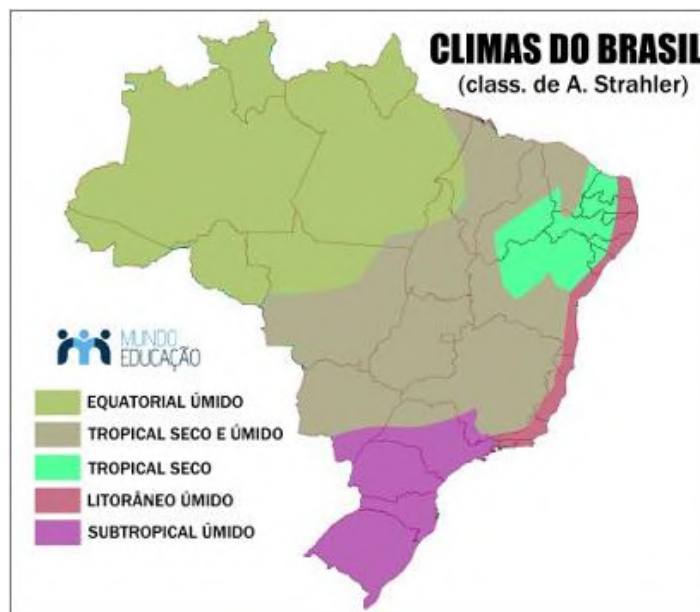 CLIMAS DO BRASIL
(class. de A. Strahler)
MUNDO
EDUCAÇÃO
EQUATORIAL ÚMIDO
TROPICAL SECO E ÚMIDO
TROPICAL SECO
LITORÂNEO ÚMIDO
SUBTROPICAL ÚMIDO